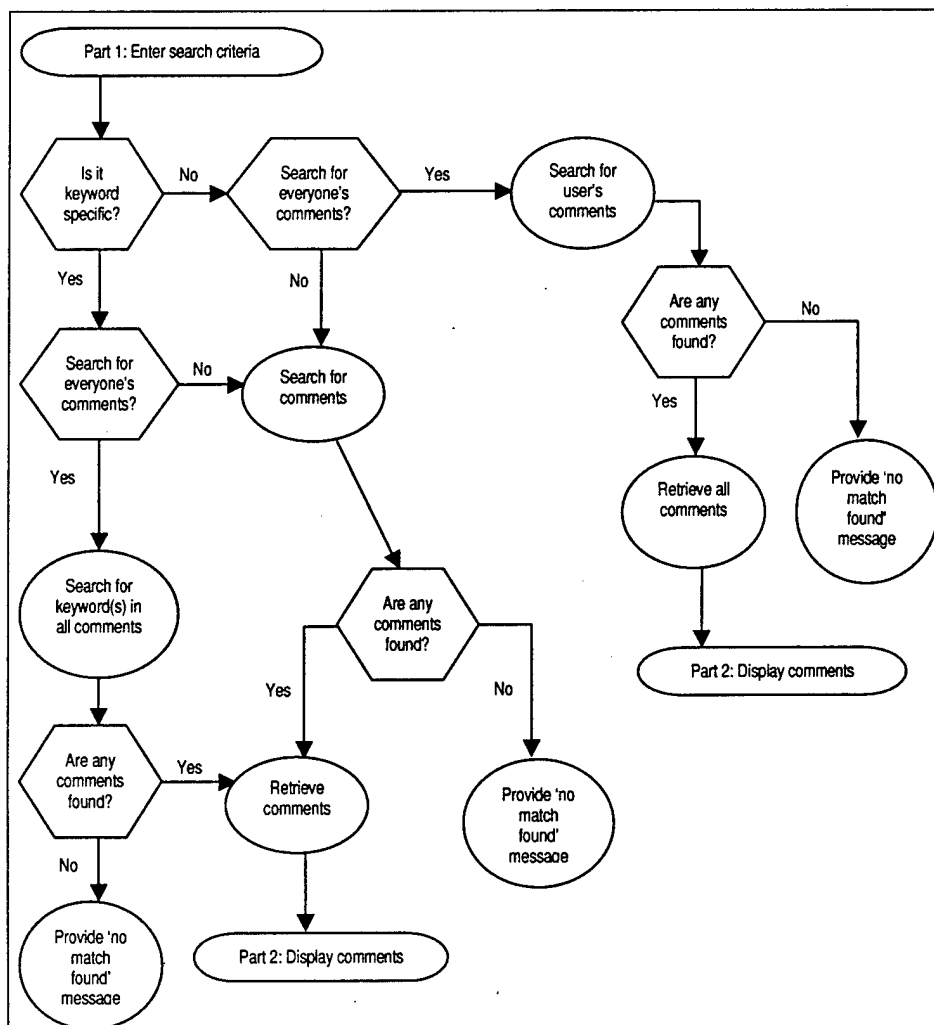 Part 1: Enter search criteria
Is it
keyword
specific?
No
Search for
everyone's
comments?
Yes
Search for
user's
comments
Yes
No
Are any
comments
found?
No
Search for
everyone's
comments?
No
Search for
comments
Yes
Yes
Retrieve all
comments
Provide 'no
match
found'
message
Search for
keyword(s) in
all comments
Are any
comments
found?
Yes
No
Part 2: Display comments
Are any
comments
found?
Yes
Retrieve
comments
Provide 'no
match
found'
message
No
Provide 'no
match
found'
message
Part 2: Display comments